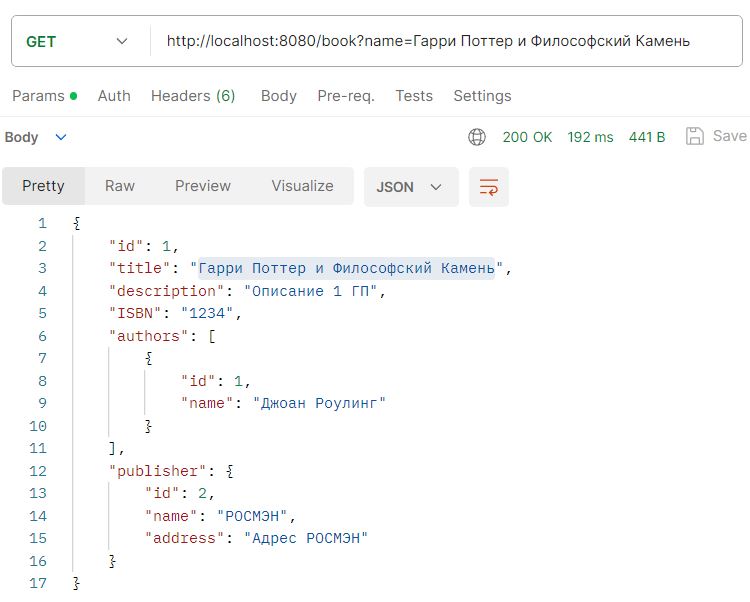 GET http://localhost:8080/book?name=Гарри Поттер и Философский Камень
Params Auth Headers (6) Body Pre-req. Tests Settings
Body 200 OK 192 ms 441 B Save
Pretty Raw Preview Visualize JSON
1 {
2 "id": 1,
3 "title": "Гарри Поттер и Философский Камень",
4 "description": "Описание 1 ГП",
5 "ISBN": "1234",
6 "authors": [
7 {
8 "id": 1,
9 "name": "Джоан Роулинг"
10 }
11 ],
12 "publisher": {
13 "id": 2,
14 "name": "РОСМЭН",
15 "address": "Адрес РОСМЭН"
16 }
17 }